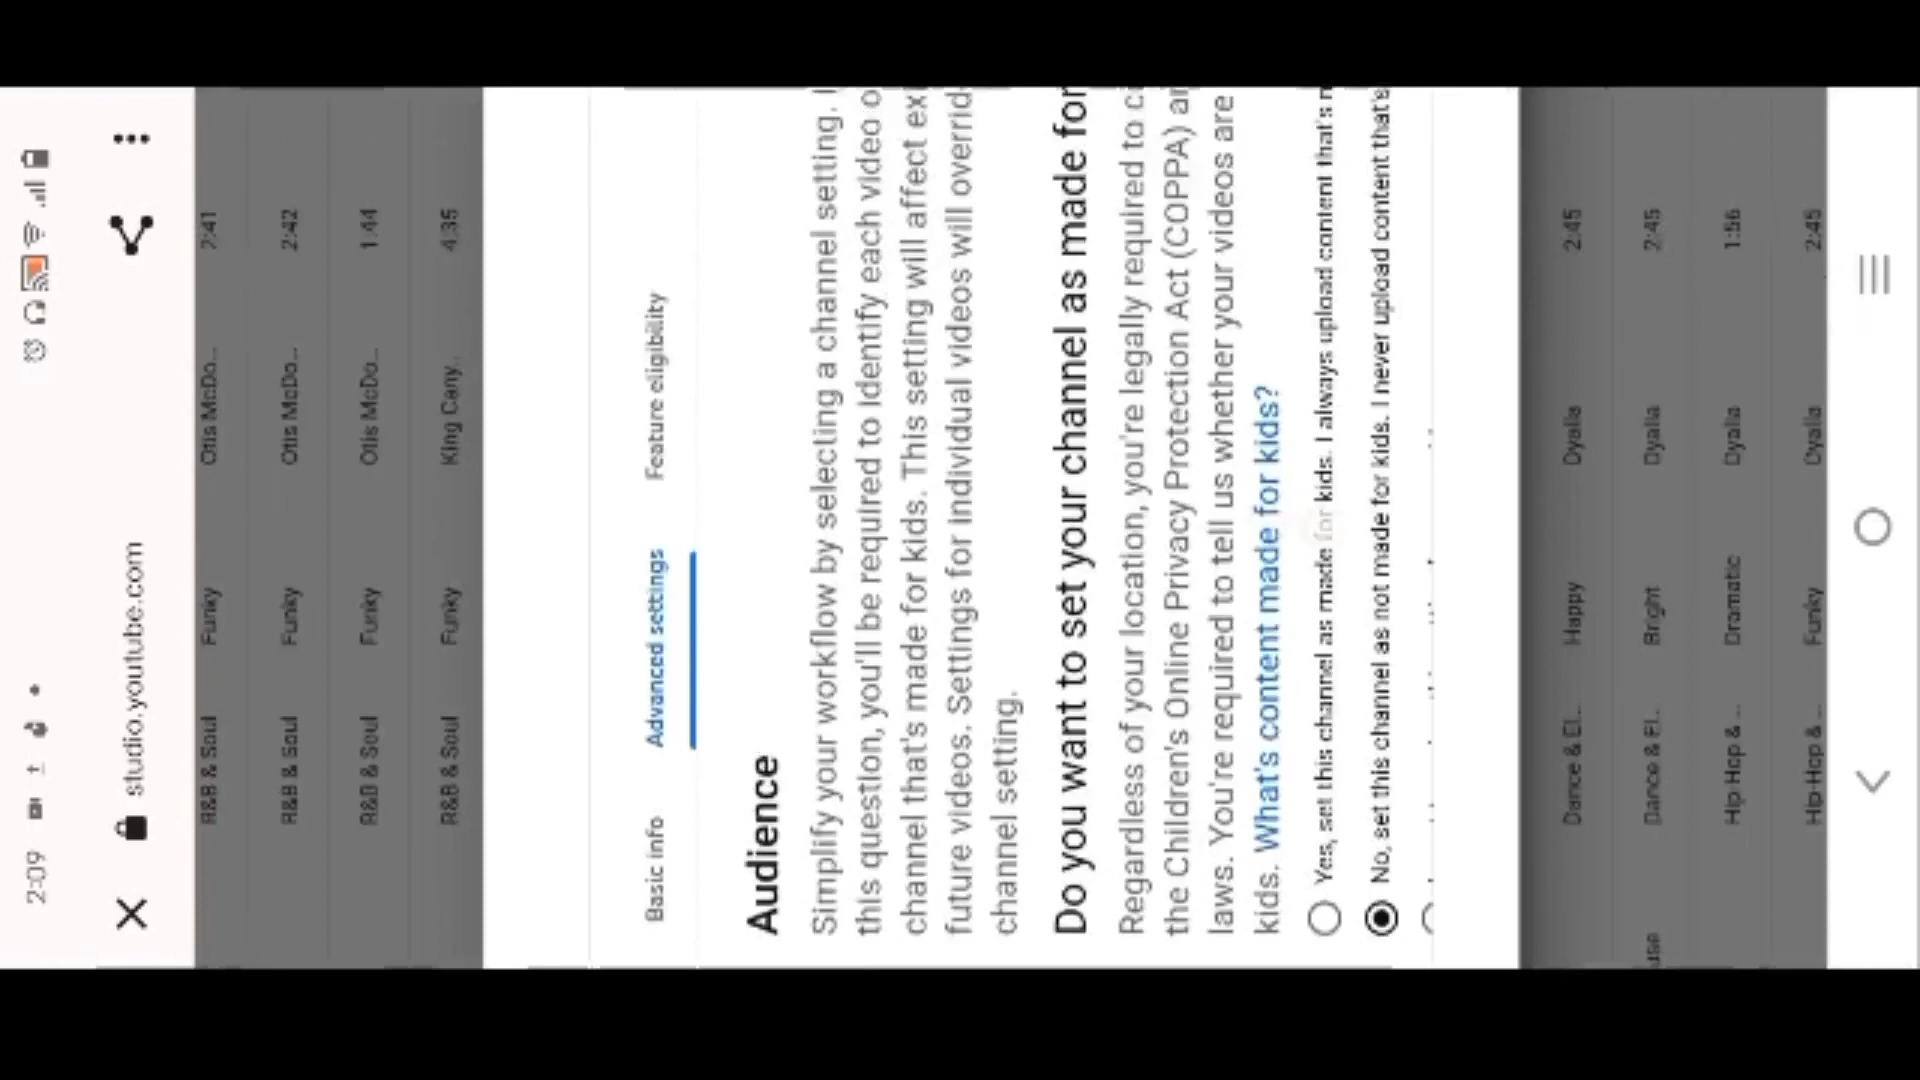 2:09
studio.youtube.com
R&B & Soul Funky Otis McDo... 2:41
R&B & Soul Funky Otis McDo... 2:42
R&B & Soul Funky Otis McDo... 1:44
R&B & Soul Funky King Cany.. 4:35
Basic info Advanced settings Feature eligibility
Audience
Simplify your workflow by selecting a channel setting.
this question, you'll be required to identify each video o
channel that's made for kids. This setting will affect ex
future videos. Settings for individual videos will overrid
channel setting.
Do you want to set your channel as made for
Regardless of your location, you're legally required to c
the Children's Online Privacy Protection Act (COPPA) a
laws. You're required to tell us whether your videos are
kids. What's content made for kids?
Yes, set this channel as made for kids. I always upload content that's
No, set this channel as not made for kids. I never upload content that's
Dance & El... Happy Dyalla 2:45
use Dance & El... Bright Dyalla 2:45
Hip Hop & ... Dramatic Dyalla 1:56
Hip Hop & ... Funky Dyalla 2:45